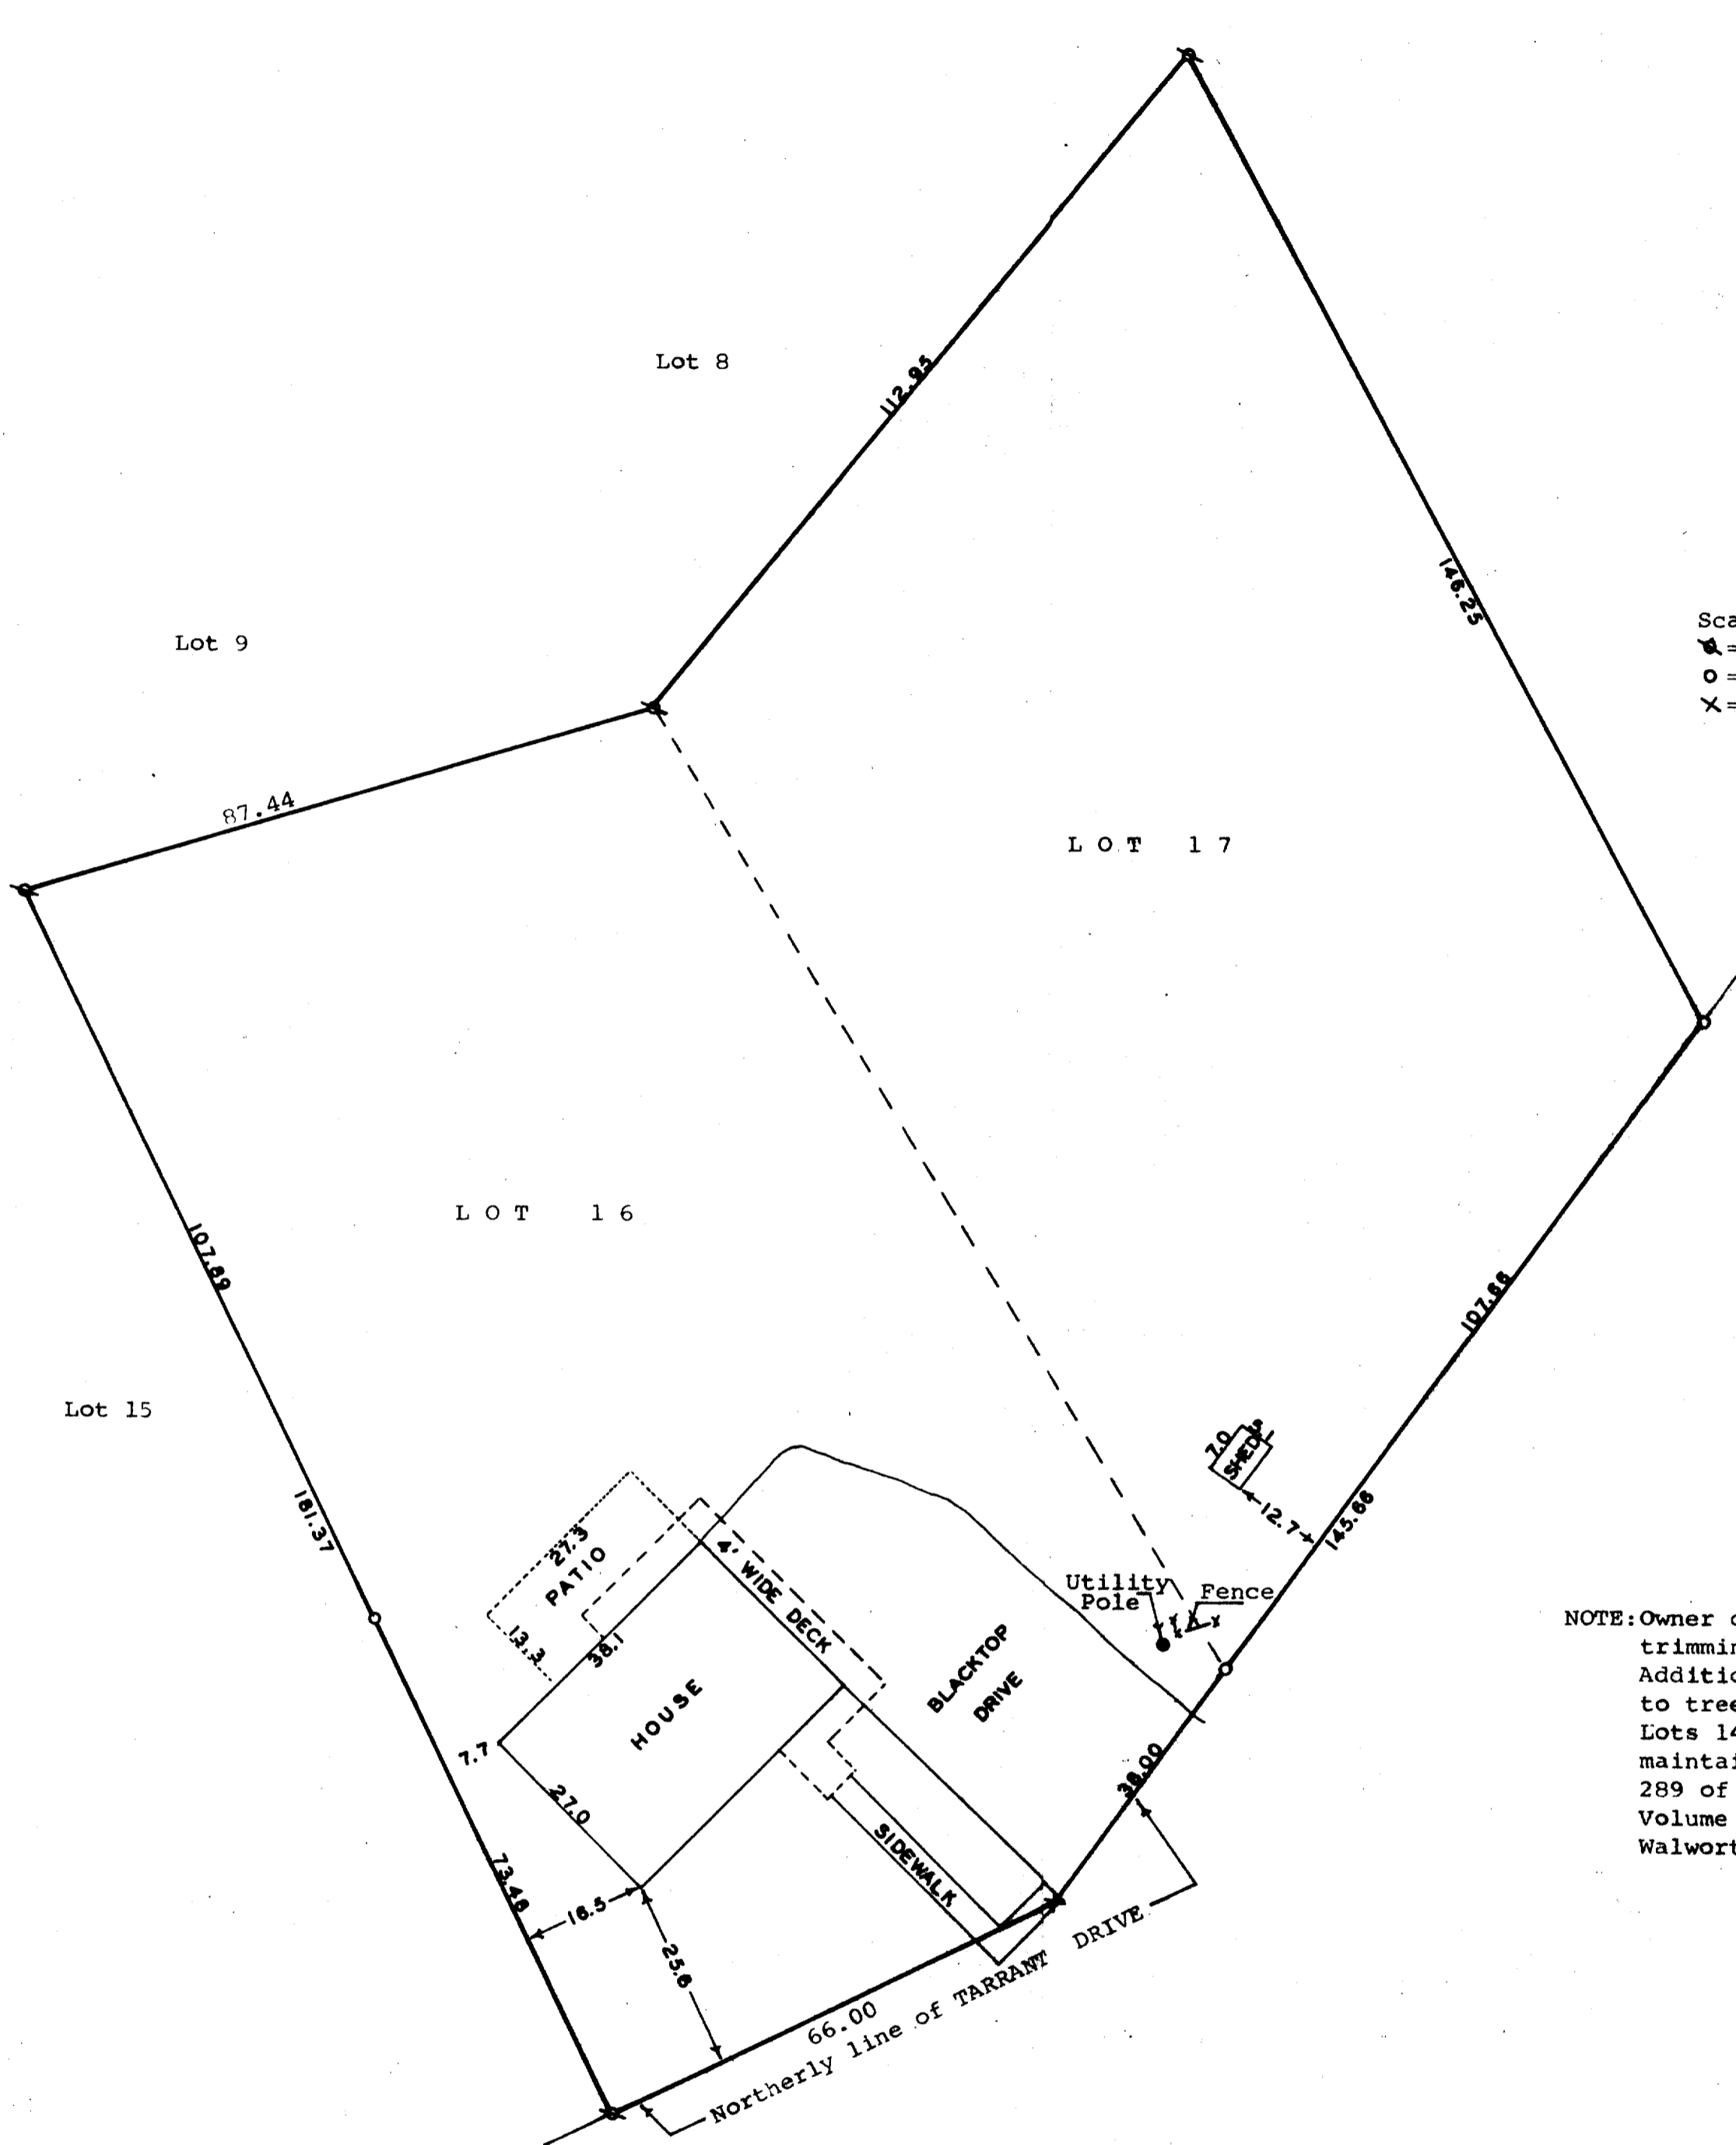 Lot 8
112.95
146.25
Sca
Lot 9
=
O =
X =
87.44
LOT 17
LOT 16
107.89
107.66
Lot 15
7.0
SHED
181.37
12.7
145.66
27.3
PATIO
4' WIDE DECK
Utility
Pole
Fence
13.3
38.1
BLACKTOP
DRIVE
HOUSE
7.7
27.0
38.00
SIDEWALK
73.48
16.5
25.6
66.00
Northerly line of TARRANT DRIVE
NOTE:Owner
trimmin
Additio
to tree
Lots 14
maintai
289 of
Volume
Walwort